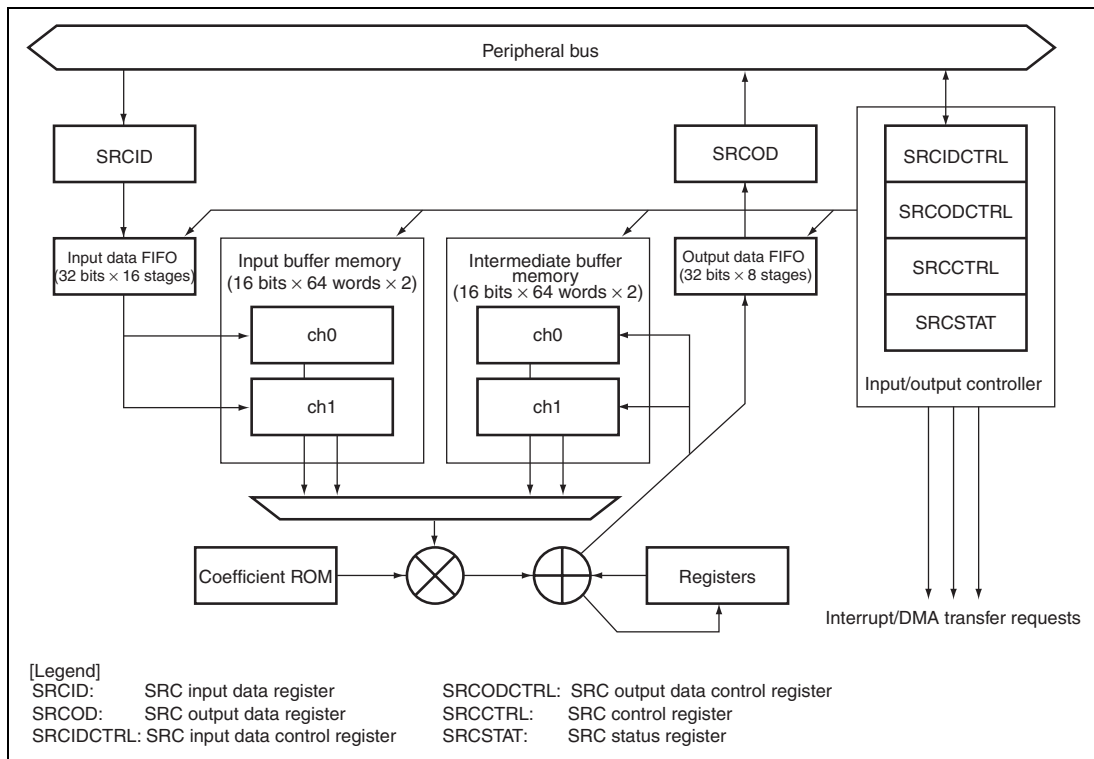 Peripheral bus
SRCID
SRCOD
SRCIDCTRL
SRCODCTRL
SRCCTRL
SRCSTAT
Input/output controller
Input data FIFO
(32 bits × 16 stages)
Input buffer memory
(16 bits × 64 words × 2)
ch0
ch1
Intermediate buffer
memory
(16 bits × 64 words × 2)
ch0
ch1
Output data FIFO
(32 bits × 8 stages)
Coefficient ROM
Registers
Interrupt/DMA transfer requests
[Legend]
SRCID: SRC input data register
SRCOD: SRC output data register
SRCIDCTRL: SRC input data control register
SRCODCTRL: SRC output data control register
SRCCTRL: SRC control register
SRCSTAT: SRC status register